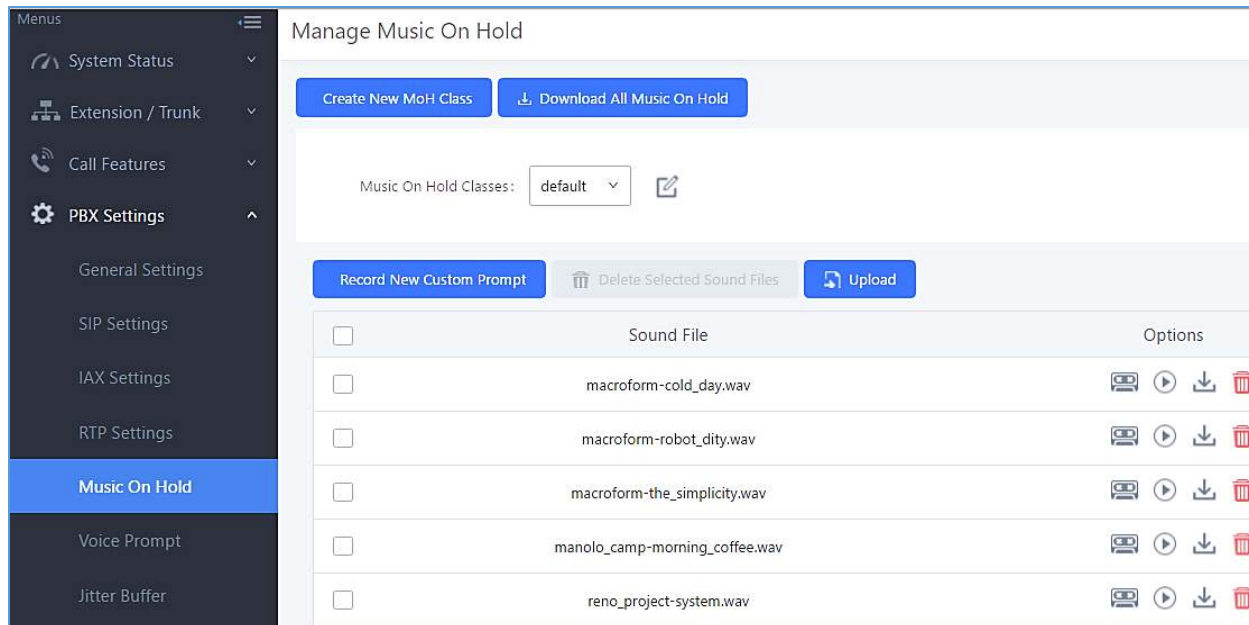 Menus
System Status
Extension / Trunk
Call Features
PBX Settings
General Settings
SIP Settings
IAX Settings
RTP Settings
Music On Hold
Voice Prompt
Jitter Buffer
Manage Music On Hold
Create New MoH Class Download All Music On Hold
Music On Hold Classes: default
Record New Custom Prompt Delete Selected Sound Files Upload
Sound File Options
macroform-cold_day.wav
macroform-robot_dity.wav
macroform-the_simplicity.wav
manolo_camp-morning_coffee.wav
reno_project-system.wav